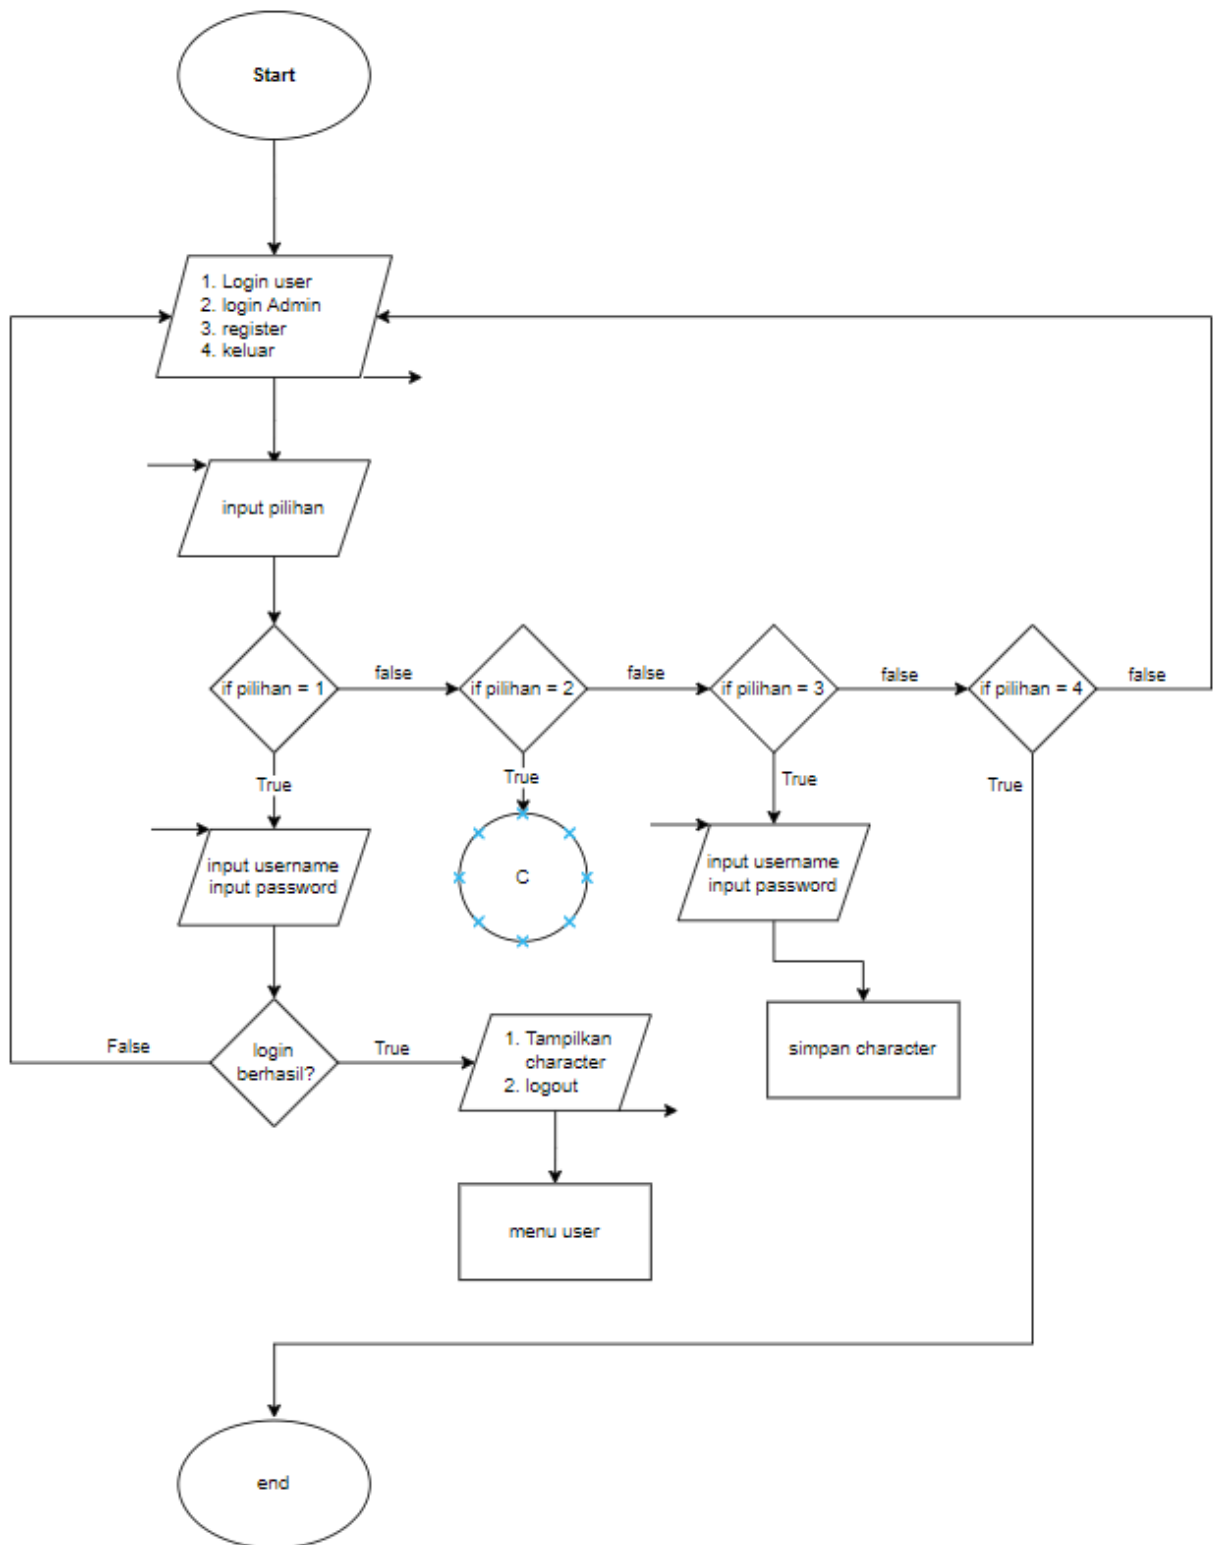 Start
1. Login user
2. login Admin
3. register
4. keluar
input pilihan
if pilihan = 1
false
if pilihan = 2
false
if pilihan = 3
false
if pilihan = 4
false
True
True
True
True
input username
input password
C
input username
input password
False
login
berhasil?
True
1. Tampilkan
character
2. logout
simpan character
menu user
end